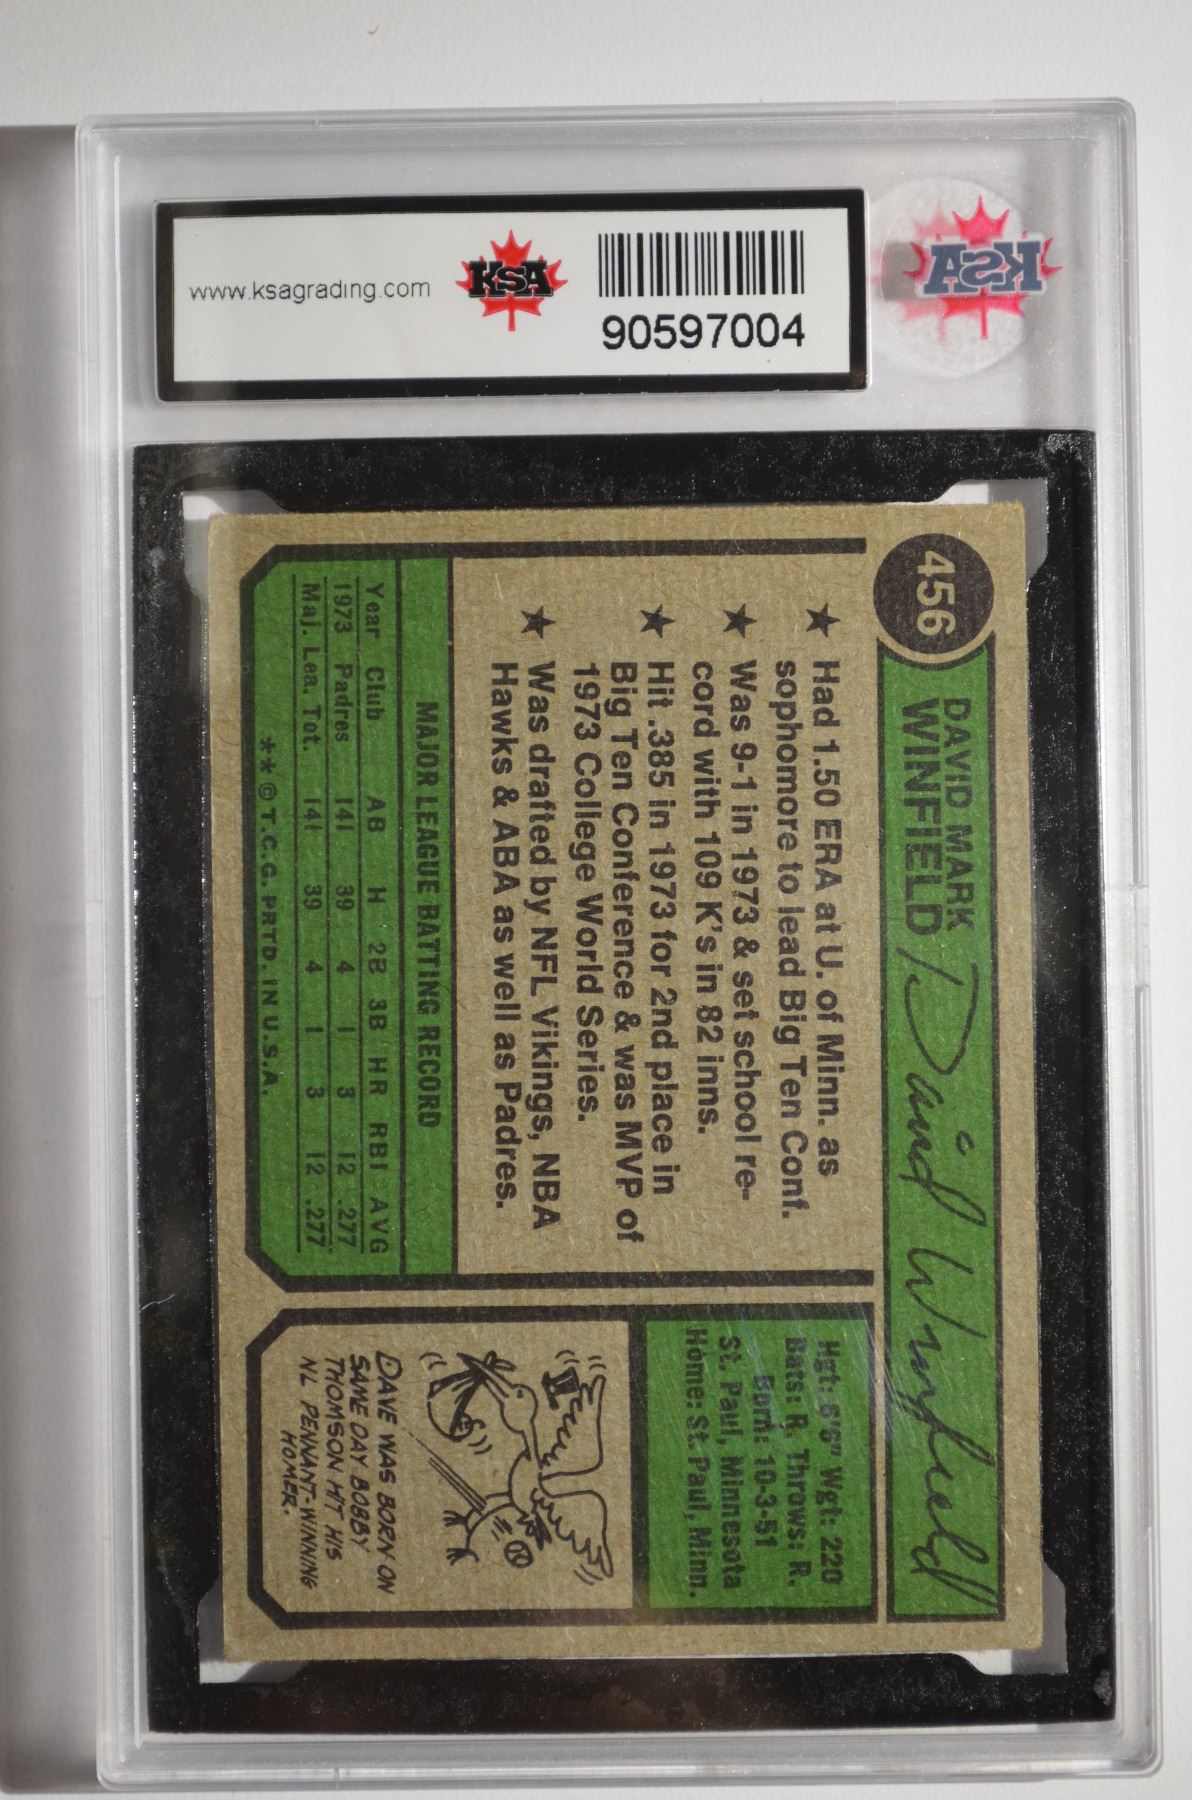 www.ksagrading.com
KSA
90597004
KSA
456
DAVID MARK
WINFIELD
David Winfield
★ Had 1.50 ERA at U. of Minn. as
sophomore to lead Big Ten Conf.
★ Was 9-1 in 1973 & set school re-
cord with 109 K's in 82 inns.
★ Hit .385 in 1973 for 2nd place in
Big Ten Conference & was MVP of
1973 College World Series.
★ Was drafted by NFL Vikings, NBA
Hawks & ABA as well as Padres.
MAJOR LEAGUE BATTING RECORD
Year Club AB H 2B 3B HR RBI AVG
1973 Padres 141 39 4 1 3 12 .277
Maj. Lea. Tot. 141 39 4 1 3 12 .277
**© T.C.G. PRTD. IN U.S.A.
Hgt: 6'6" Wgt: 220
Bats: R. Throws: R.
Born: 10-3-51
St. Paul, Minnesota
Home: St. Paul, Minn.
DAVE WAS BORN ON
SAME DAY BOBBY
THOMSON HIT HIS
NL PENNANT-WINNING
HOMER.